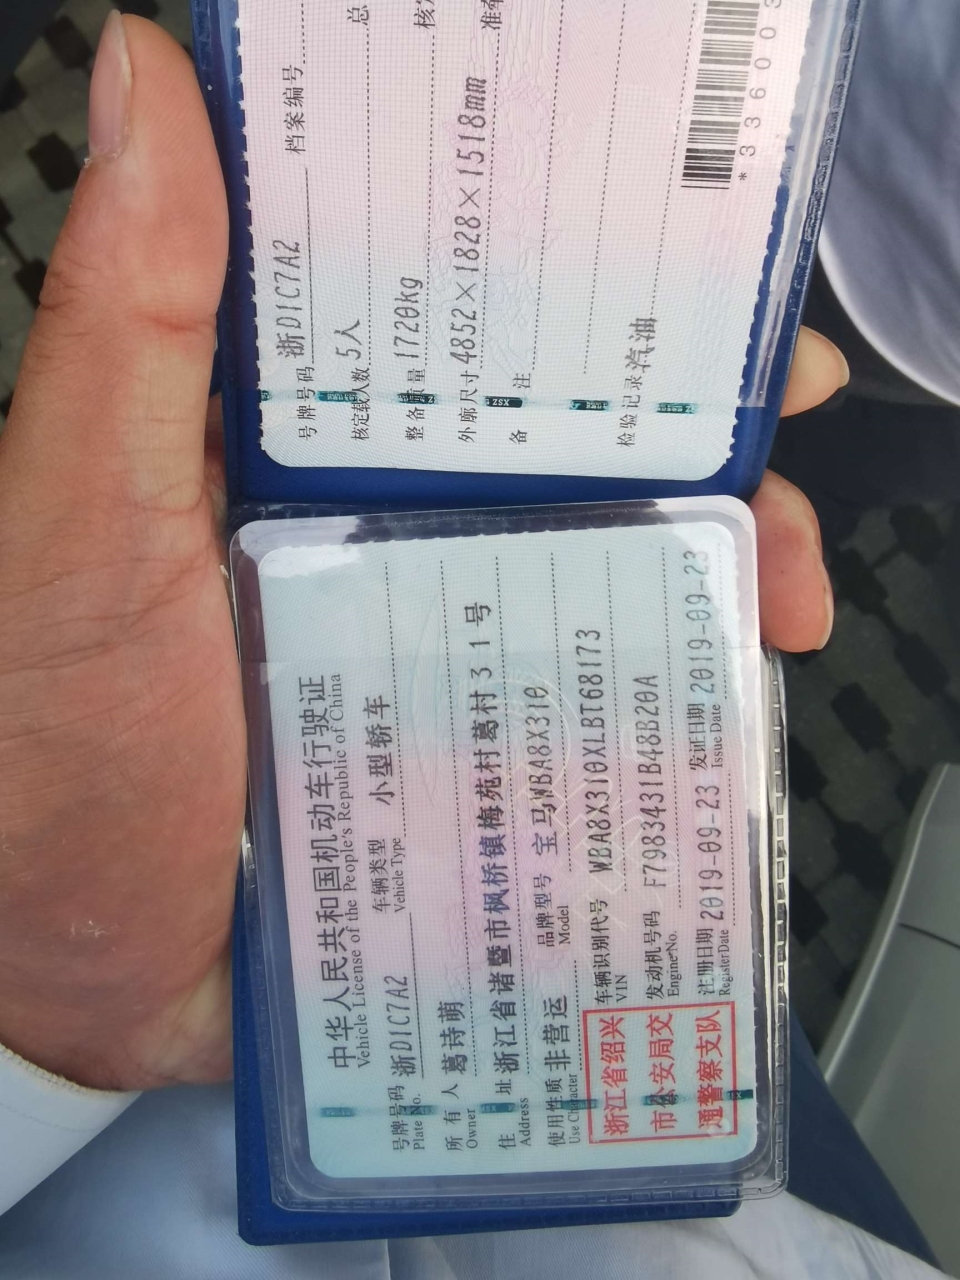 中华人民共和国机动车行驶证
Vehicle License of the People's Republic of China
号牌号码 浙D1C7A2 车辆类型 小型轿车
Plate No. Vehicle Type
所有人 葛诗萌
Owner
住址 浙江省诸暨市枫桥镇梅苑村葛村31号
Address
使用性质 非营运 品牌型号 宝马WBA8X310
Use Character Model
浙江省绍兴
市公安局交
通警察支队
车辆识别代号 WBA8X310XLBT68173
VIN
发动机号码 F7983431B48B20A
Engine No.
注册日期 2019-09-23 发证日期 2019-09-23
Register Date Issue Date
号牌号码 浙D1C7A2 档案编号
核定载人数 5人 总
整备质量 1720kg 核
外廓尺寸 4852×1828×1518mm 准牵
备注
检验记录 汽油
*33600
XSZ